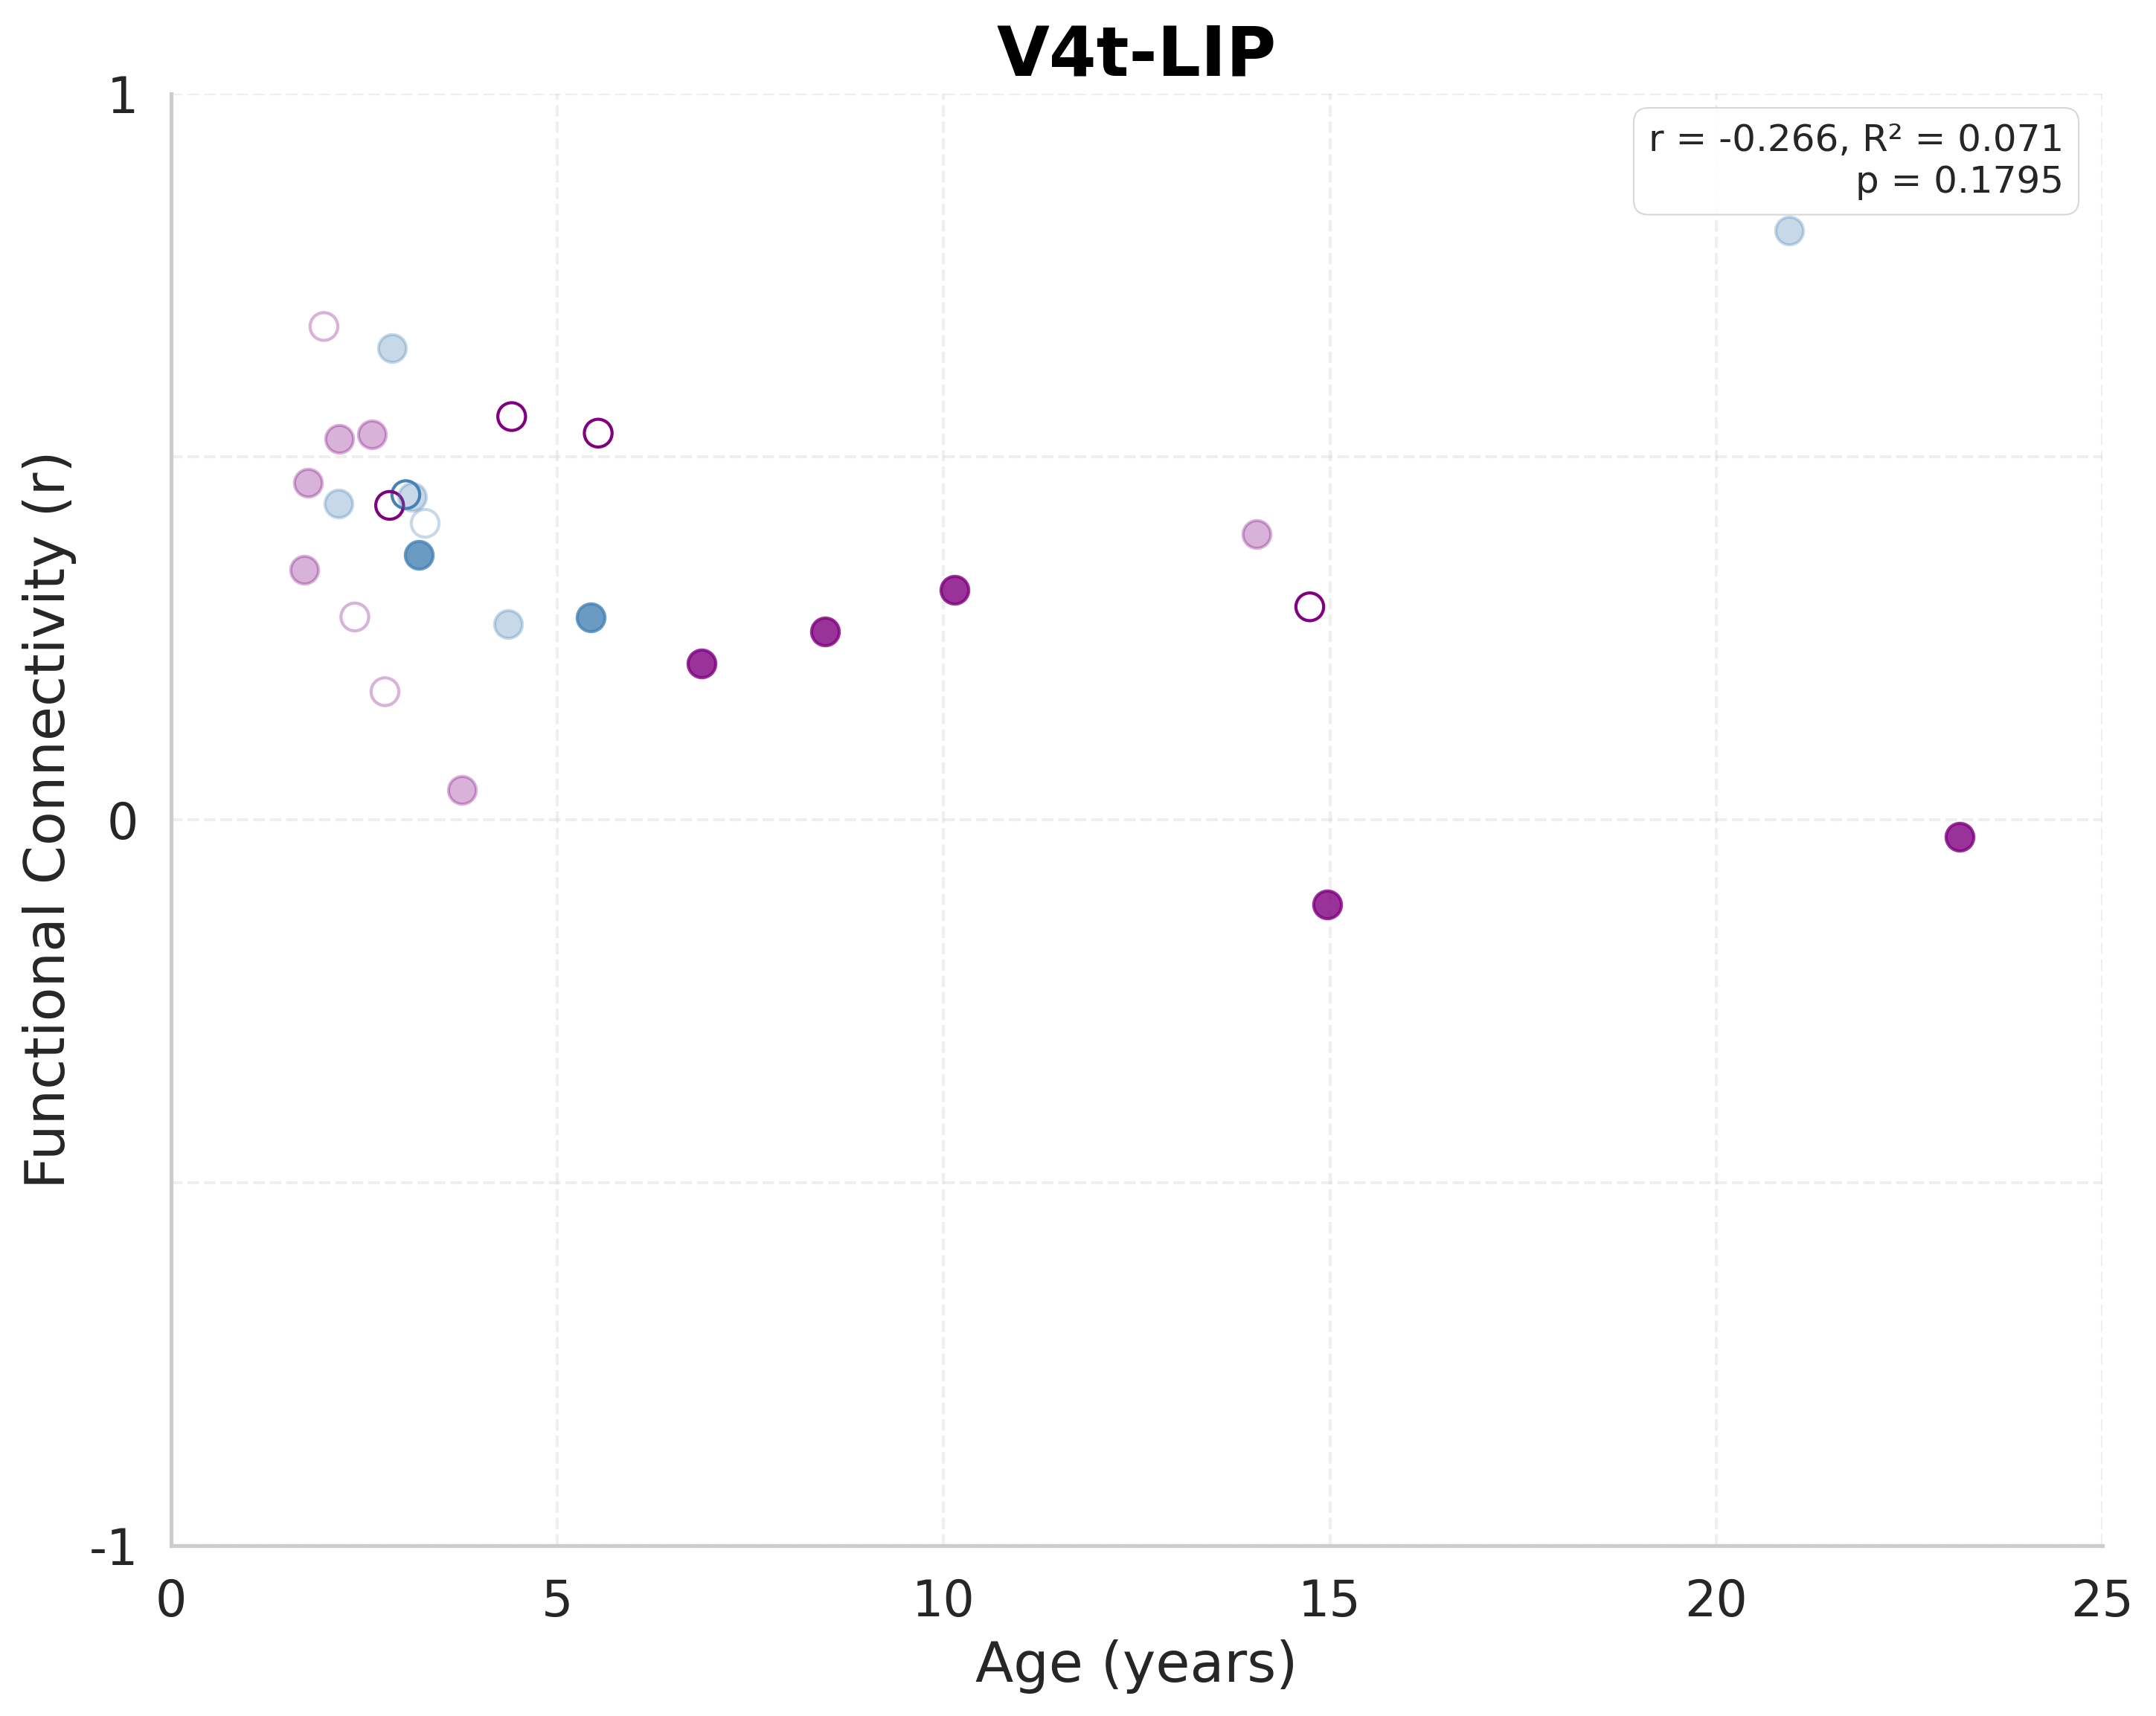 V4t-LIP
r = -0.266, R² = 0.071
p = 0.1795
Functional Connectivity (r)
1
0
-1
0 5 10 15 20 25
Age (years)